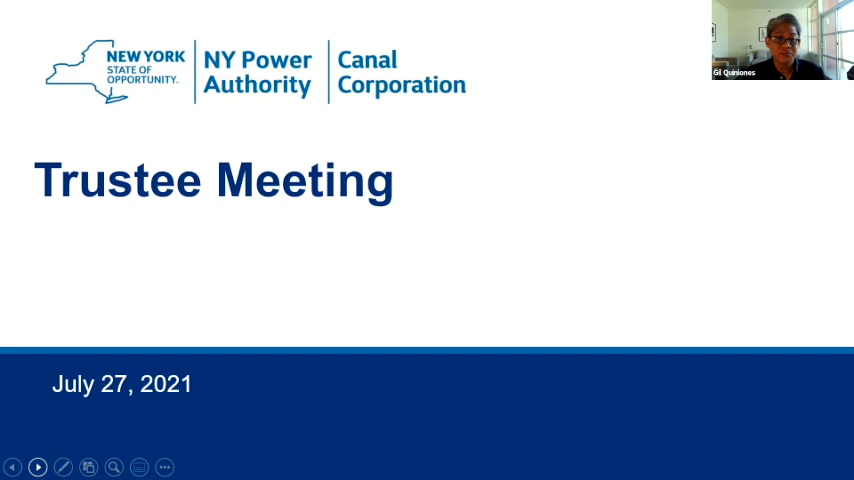 NEW YORK
STATE OF
OPPORTUNITY.
NY Power
Authority
Canal
Corporation
Gil Quiniones
Trustee Meeting
July 27, 2021